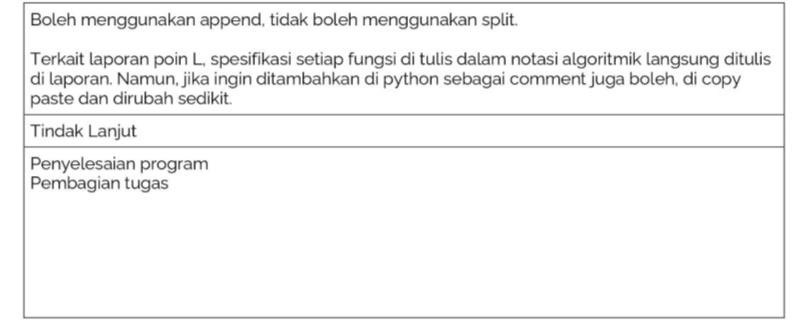 Boleh menggunakan append, tidak boleh menggunakan split.
Terkait laporan poin L, spesifikasi setiap fungsi di tulis dalam notasi algoritmik langsung ditulis
di laporan. Namun, jika ingin ditambahkan di python sebagai comment juga boleh, di copy
paste dan dirubah sedikit.
Tindak Lanjut
Penyelesaian program
Pembagian tugas